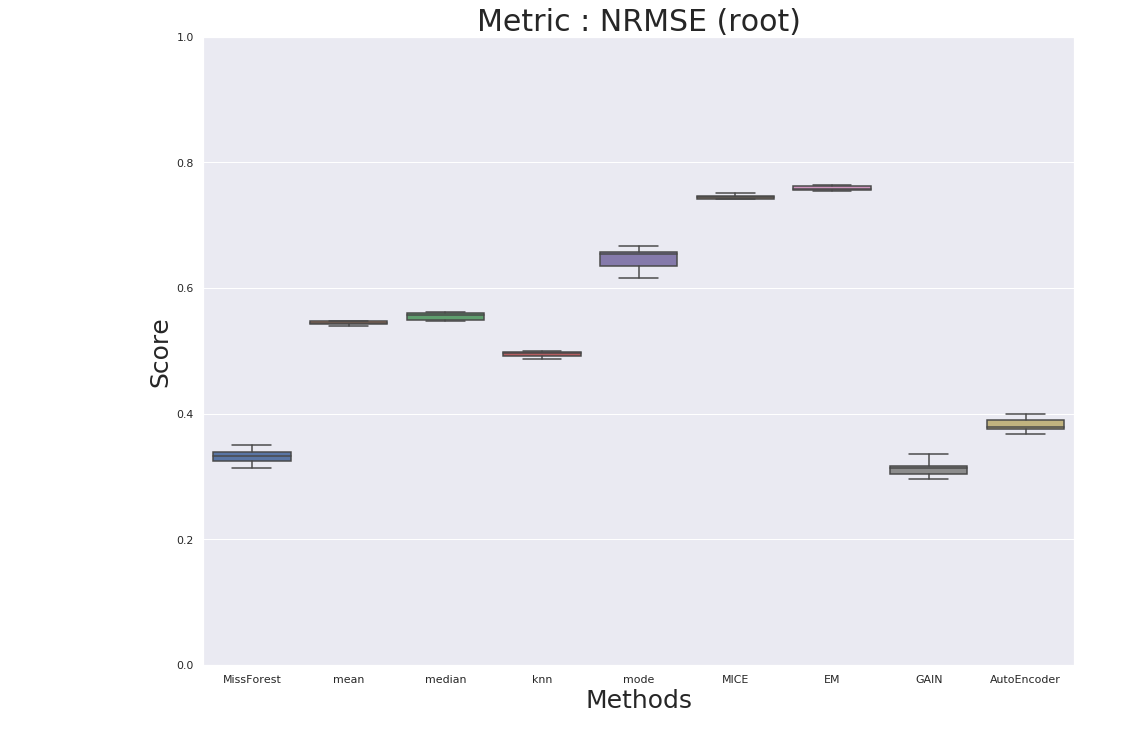 Metric : NRMSE (root)
1.0
0.8
0.6
0.4
0.2
0.0
Score
MissForest mean median knn mode MICE EM GAIN AutoEncoder
Methods